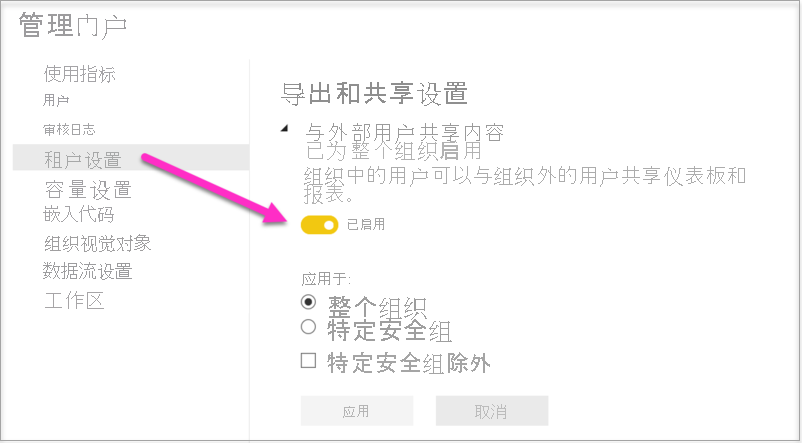 管理门户
使用指标
用户
审核日志
租户设置
容量设置
嵌入代码
组织视觉对象
数据流设置
工作区
导出和共享设置
与外部用户共享内容
已为整个组织启用
组织中的用户可以与组织外的用户共享仪表板和
报表。
已启用
应用于:
整个组织
特定安全组
特定安全组除外
应用
取消